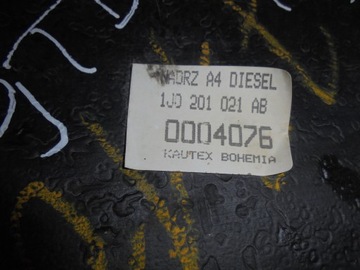 NADRZ A4 DIESEL
1J0 201 021 AB
0004076
KAUTEX BOHEMIA